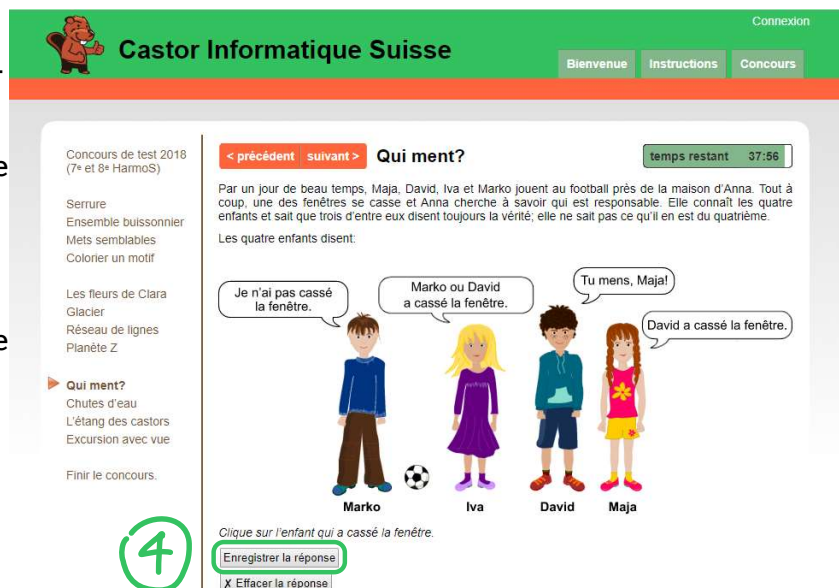 Connexion
Castor Informatique Suisse
Bienvenue Instructions Concours
Concours de test 2018
(7e et 8e HarmoS)
Serrure
Ensemble buissonnier
Mets semblables
Colorier un motif
Les fleurs de Clara
Glacier
Réseau de lignes
Planète Z
Qui ment?
Chutes d'eau
L'étang des castors
Excursion avec vue
Finir le concours.
< précédent suivant > Qui ment?
temps restant 37:56
Par un jour de beau temps, Maja, David, Iva et Marko jouent au football près de la maison d'Anna. Tout à
coup, une des fenêtres se casse et Anna cherche à savoir qui est responsable. Elle connaît les quatre
enfants et sait que trois d'entre eux disent toujours la vérité; elle ne sait pas ce qu'il en est du quatrième.
Les quatre enfants disent:
Je n'ai pas cassé
la fenêtre.
Marko ou David
a cassé la fenêtre.
Tu mens, Maja!
David a cassé la fenêtre.
Marko Iva David Maja
Clique sur l'enfant qui a cassé la fenêtre.
Enregistrer la réponse
X Effacer la réponse
4
e
e